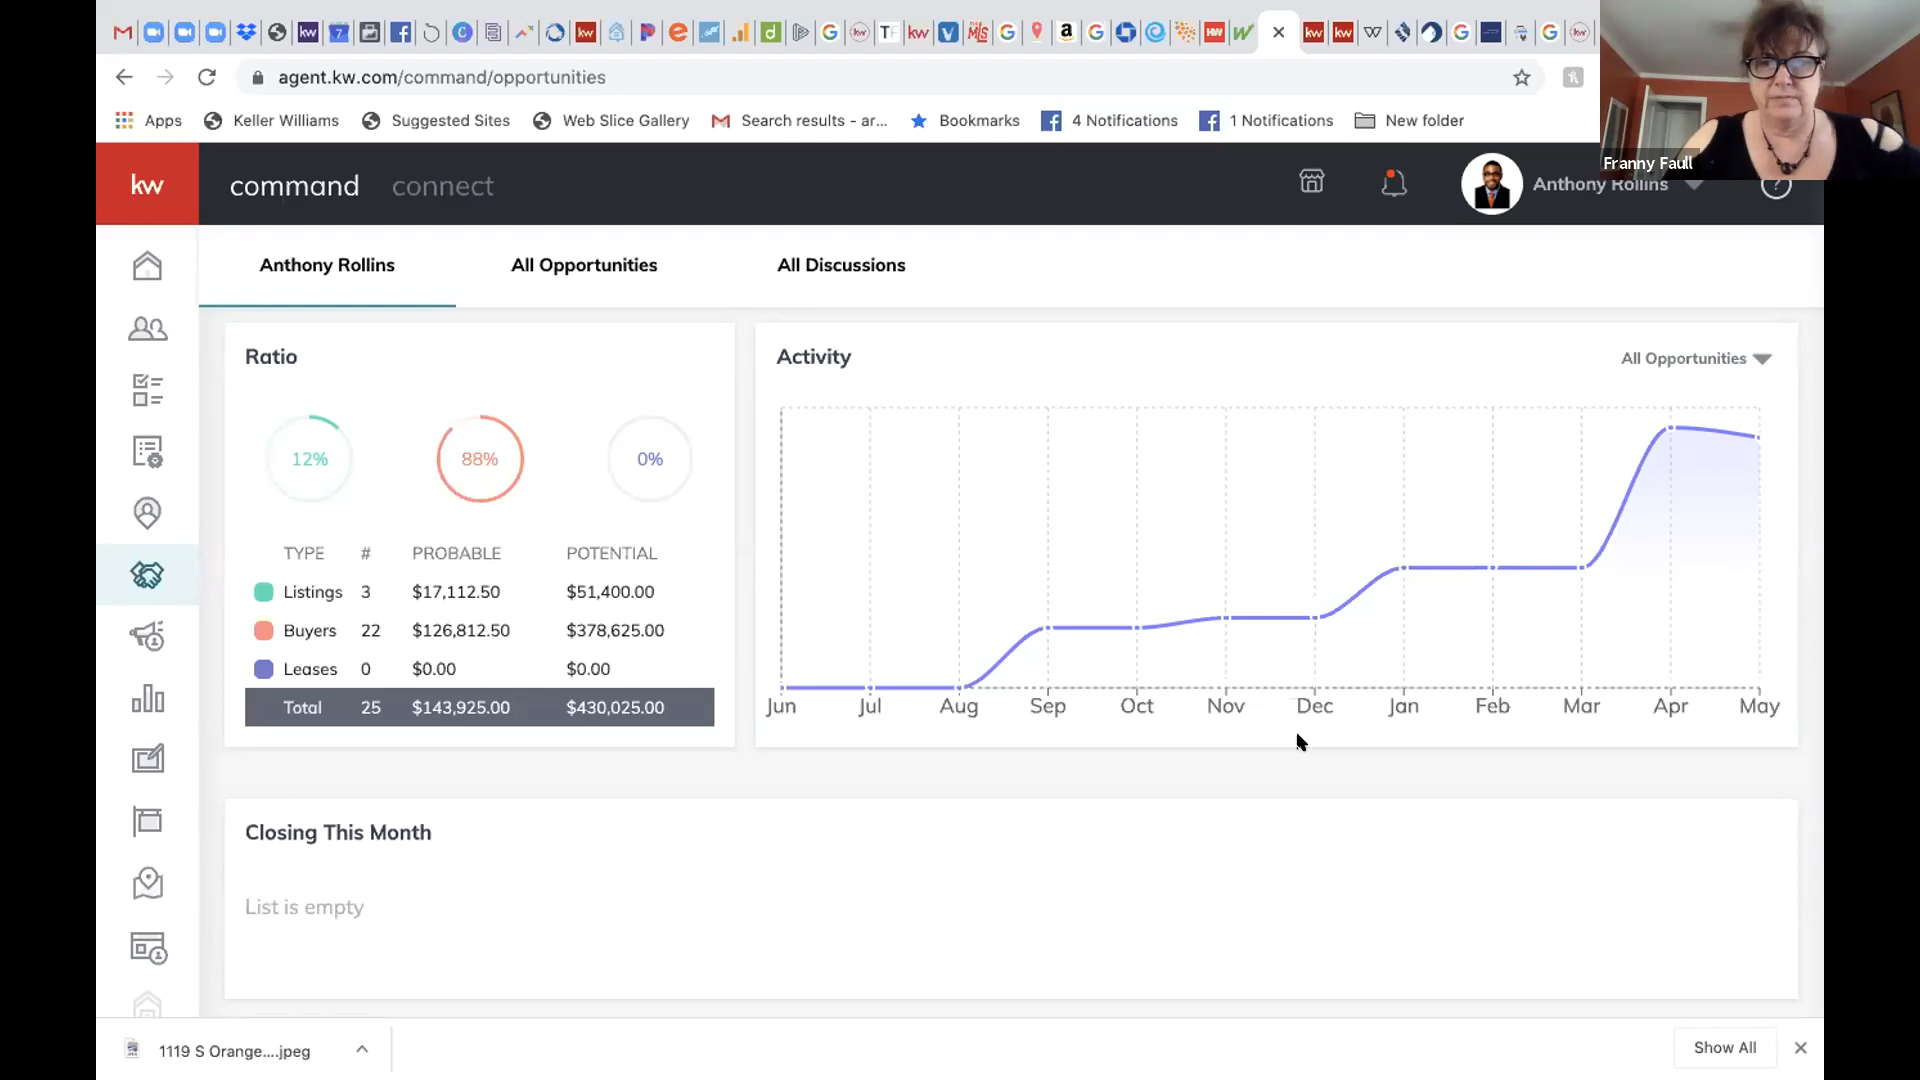 agent.kw.com/command/opportunities
Apps Keller Williams Suggested Sites Web Slice Gallery Search results - ar... Bookmarks 4 Notifications 1 Notifications New folder
Franny Faull
kw command connect Anthony Rollins ?
Anthony Rollins All Opportunities All Discussions
Ratio
12% 88% 0%
TYPE # PROBABLE POTENTIAL
Listings 3 $17,112.50 $51,400.00
Buyers 22 $126,812.50 $378,625.00
Leases 0 $0.00 $0.00
Total 25 $143,925.00 $430,025.00
Activity All Opportunities
Jun Jul Aug Sep Oct Nov Dec Jan Feb Mar Apr May
Closing This Month
List is empty
1119 S Orange....jpeg Show All